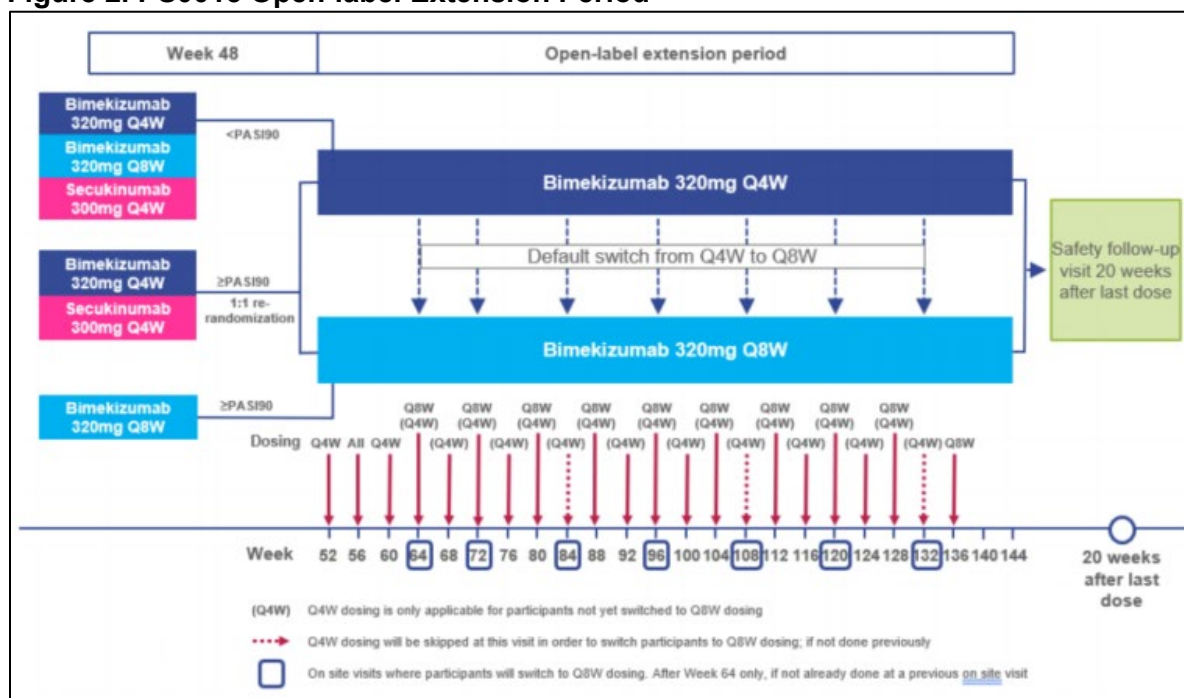 Week 48
Open-label extension period
Bimekizumab
320mg Q4W
Bimekizumab
320mg Q8W
Secukinumab
300mg Q4W
<PASI90
Bimekizumab 320mg Q4W
Default switch from Q4W to Q8W
Bimekizumab
320mg Q4W
Secukinumab
300mg Q4W
≥PASI90
1:1 re-
randomization
Bimekizumab 320mg Q8W
Safety follow-up
visit 20 weeks
after last dose
Bimekizumab
320mg Q8W
≥PASI90
Q8W Q8W Q8W Q8W Q8W Q8W Q8W Q8W Q8W
(Q4W) (Q4W) (Q4W) (Q4W) (Q4W) (Q4W) (Q4W) (Q4W) (Q4W)
Dosing Q4W All Q4W (Q4W) (Q4W) (Q4W) (Q4W) (Q4W) (Q4W) (Q4W) (Q4W) (Q4W) Q8W
Week 52 56 60 64 68 72 76 80 84 88 92 96 100 104 108 112 116 120 124 128 132 136 140 144
20 weeks
after last
dose
(Q4W) Q4W dosing is only applicable for participants not yet switched to Q8W dosing
Q4W dosing will be skipped at this visit in order to switch participants to Q8W dosing; if not done previously
On site visits where participants will switch to Q8W dosing. After Week 64 only, if not already done at a previous on site visit